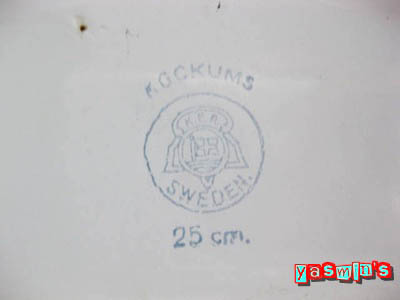 KOCKUMS
K.E.R.
SWEDEN.
25 cm.
yasmin's